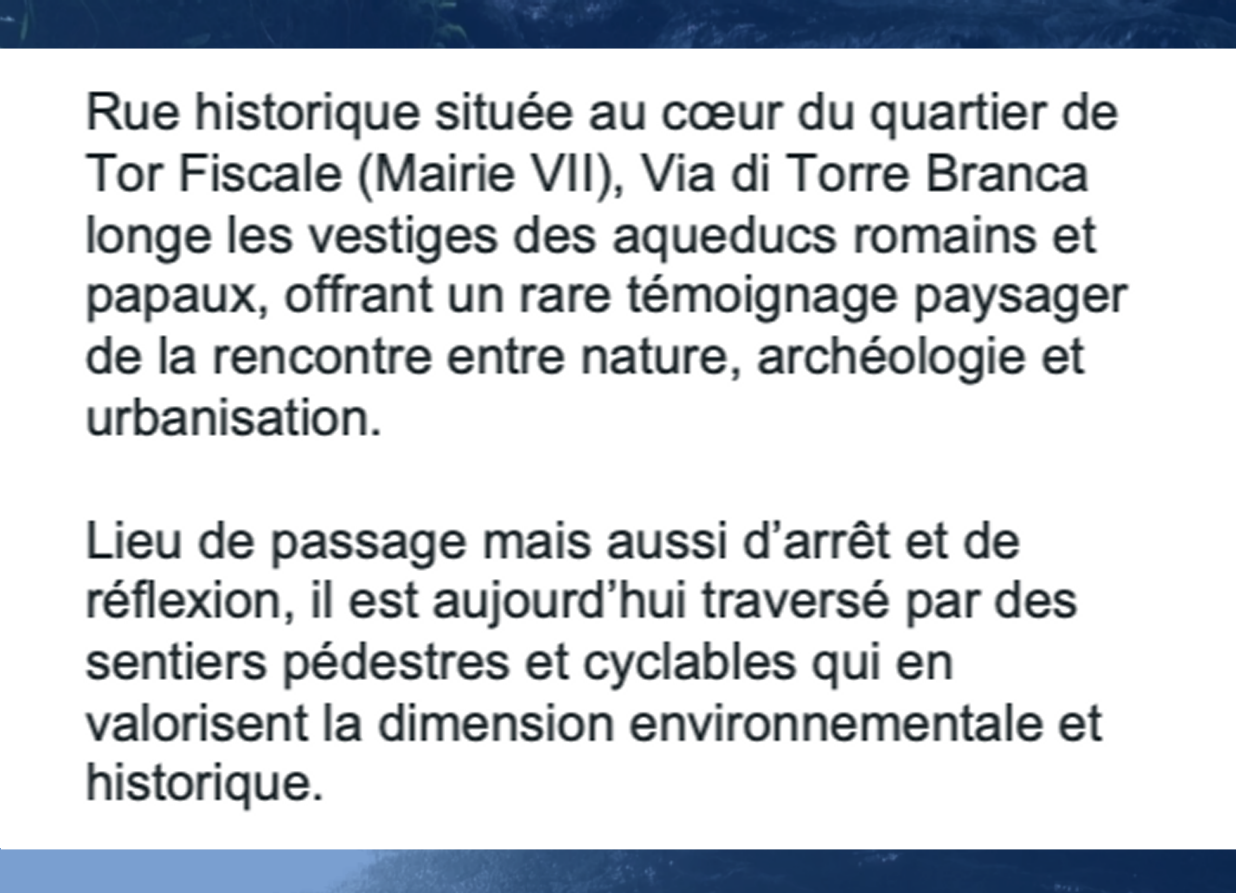 Rue historique située au cœur du quartier de
Tor Fiscale (Mairie VII), Via di Torre Branca
longe les vestiges des aqueducs romains et
papaux, offrant un rare témoignage paysager
de la rencontre entre nature, archéologie et
urbanisation.
Lieu de passage mais aussi d’arrêt et de
réflexion, il est aujourd’hui traversé par des
sentiers pédestres et cyclables qui en
valorisent la dimension environnementale et
historique.